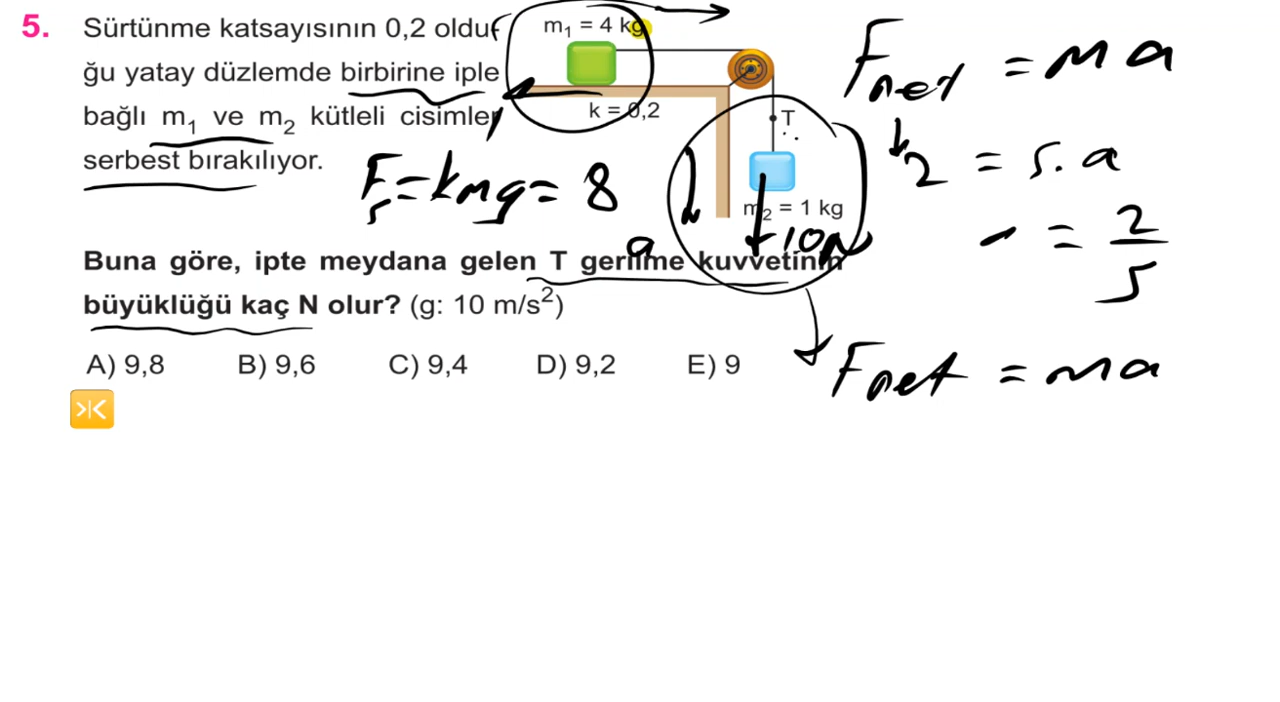 5. Sürtünme katsayısının 0,2 oldu-
ğu yatay düzlemde birbirine iple
bağlı m₁ ve m₂ kütleli cisimler
serbest bırakılıyor.
m₁ = 4 kg
k = 0,2
T
m₂ = 1 kg
10N
Fs = kmg = 8
a
Buna göre, ipte meydana gelen T gerilme kuvvetinin
büyüklüğü kaç N olur? (g: 10 m/s²)
A) 9,8 B) 9,6 C) 9,4 D) 9,2 E) 9
Fnet = ma
2 = 5.a
= 2/5
Fnet = ma